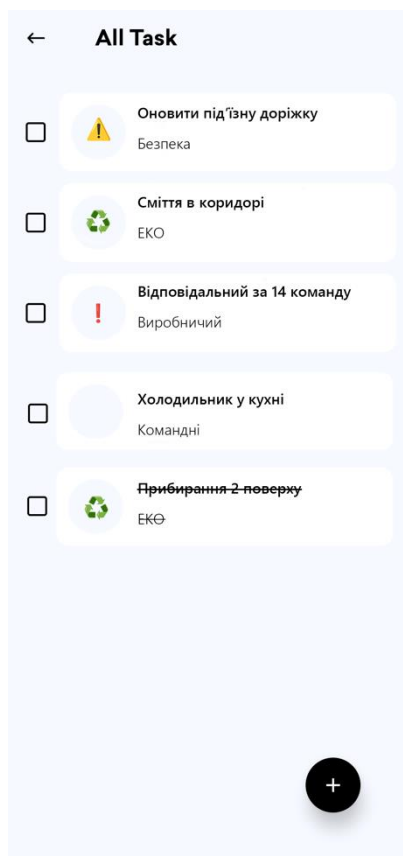 All Task
Оновити під'їзну доріжку
Безпека
Сміття в коридорі
ЕКО
Відповідальний за 14 команду
Виробничий
Холодильник у кухні
Командні
Прибирання 2 поверху
ЕКО